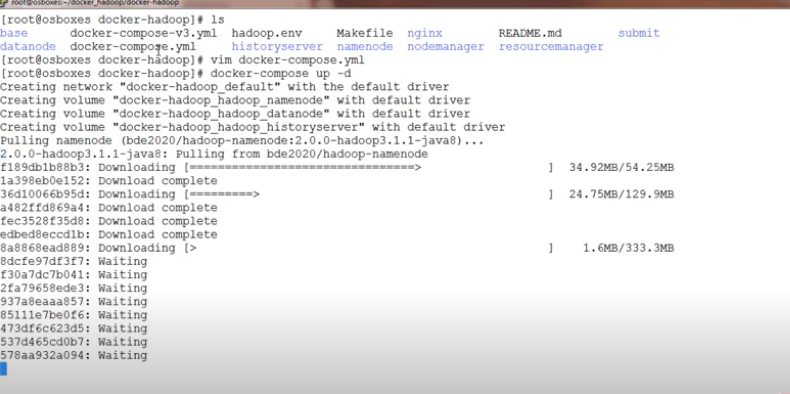 root@osboxes:~/docker_hadoop/docker-hadoop
[root@osboxes docker-hadoop]# ls
base docker-compose-v3.yml hadoop.env Makefile nginx README.md submit
datanode docker-compose.yml historyserver namenode nodemanager resourcemanager
[root@osboxes docker-hadoop]# vim docker-compose.yml
[root@osboxes docker-hadoop]# docker-compose up -d
Creating network "docker-hadoop_default" with the default driver
Creating volume "docker-hadoop_hadoop_namenode" with default driver
Creating volume "docker-hadoop_hadoop_datanode" with default driver
Creating volume "docker-hadoop_hadoop_historyserver" with default driver
Pulling namenode (bde2020/hadoop-namenode:2.0.0-hadoop3.1.1-java8)...
2.0.0-hadoop3.1.1-java8: Pulling from bde2020/hadoop-namenode
f189db1b88b3: Downloading [================================>                  ] 34.92MB/54.25MB
1a398eb0e152: Download complete
36d10066b95d: Downloading [=========>                                         ] 24.75MB/129.9MB
a482ffd869a4: Download complete
fec3528f35d8: Download complete
edbed8eccd1b: Download complete
8a8868ead889: Downloading [>                                                  ] 1.6MB/333.3MB
8dcfe97df3f7: Waiting
f30a7dc7b041: Waiting
2fa79658ede3: Waiting
937a8eaaa857: Waiting
85111e7be0f6: Waiting
473df6c623d5: Waiting
537d465cd0b7: Waiting
578aa932a094: Waiting